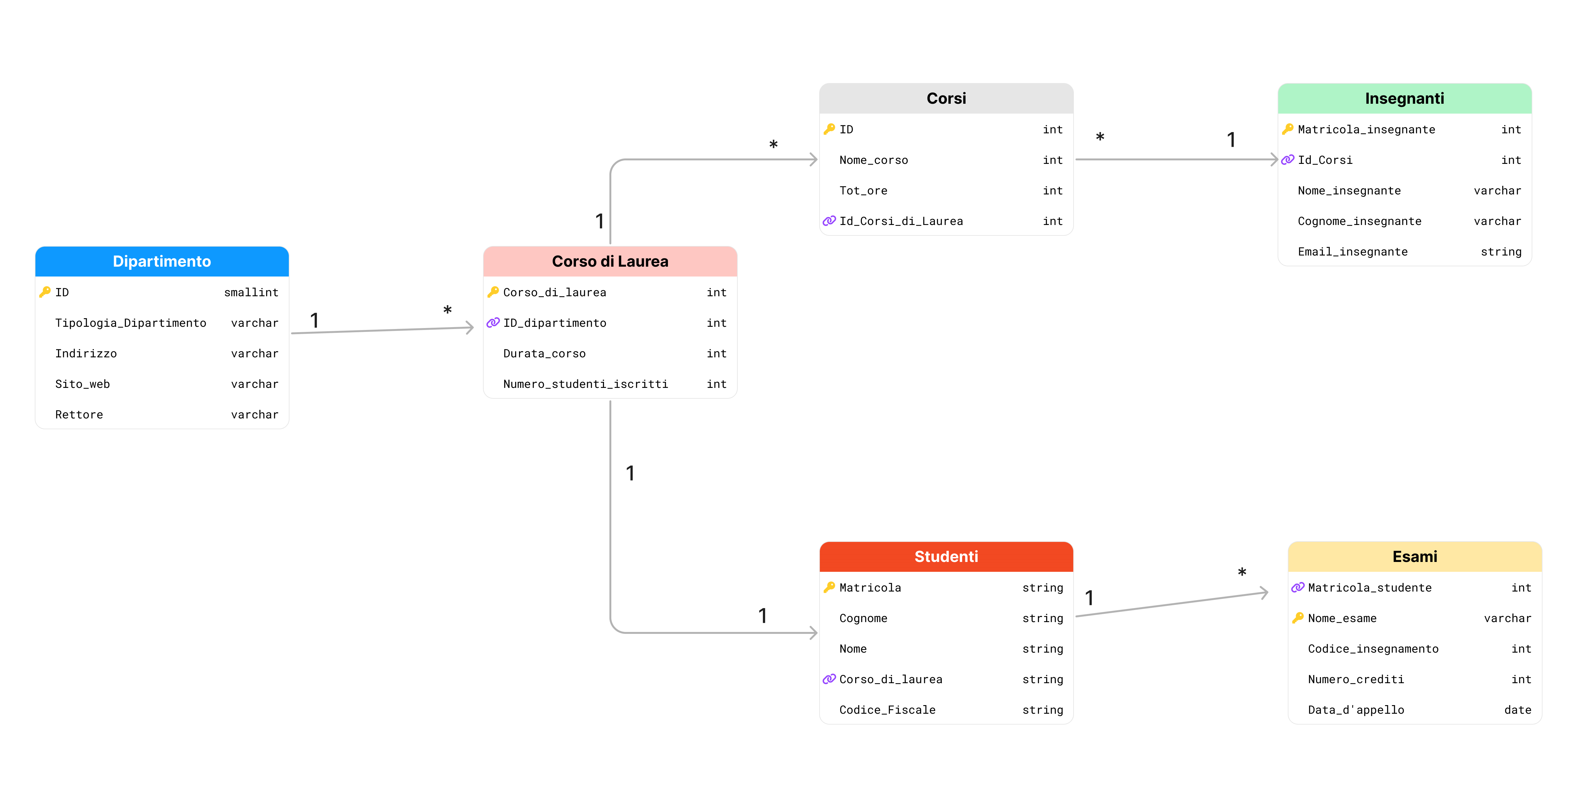 Corsi
ID int
Nome_corso int
Tot_ore int
Id_Corsi_di_Laurea int
* 1
Insegnanti
Matricola_insegnante int
Id_Corsi int
Nome_insegnante varchar
Cognome_insegnante varchar
Email_insegnante string
*
1
Dipartimento
ID smallint
Tipologia_Dipartimento varchar
Indirizzo varchar
Sito_web varchar
Rettore varchar
1 *
Corso di Laurea
Corso_di_laurea int
ID_dipartimento int
Durata_corso int
Numero_studenti_iscritti int
1
1
Studenti
Matricola string
Cognome string
Nome string
Corso_di_laurea string
Codice_Fiscale string
1 *
Esami
Matricola_studente int
Nome_esame varchar
Codice_insegnamento int
Numero_crediti int
Data_d'appello date